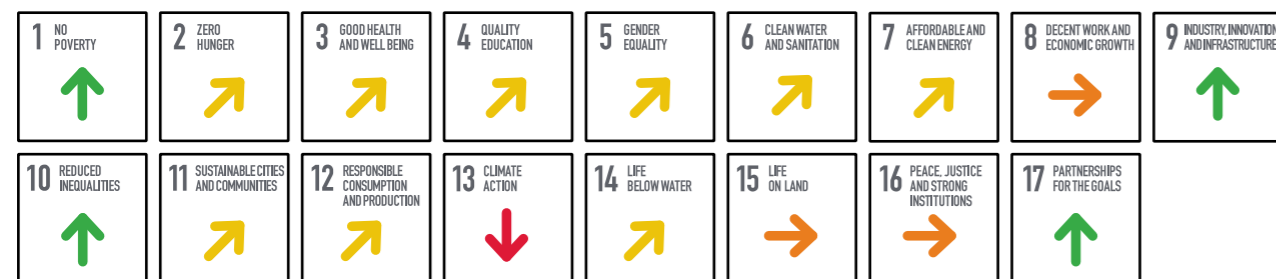 1 NO
POVERTY
2 ZERO
HUNGER
3 GOOD HEALTH
AND WELL BEING
4 QUALITY
EDUCATION
5 GENDER
EQUALITY
6 CLEAN WATER
AND SANITATION
7 AFFORDABLE AND
CLEAN ENERGY
8 DECENT WORK AND
ECONOMIC GROWTH
9 INDUSTRY, INNOVATION
AND INFRASTRUCTURE
10 REDUCED
INEQUALITIES
11 SUSTAINABLE CITIES
AND COMMUNITIES
12 RESPONSIBLE
CONSUMPTION
AND PRODUCTION
13 CLIMATE
ACTION
14 LIFE
BELOW WATER
15 LIFE
ON LAND
16 PEACE, JUSTICE
AND STRONG
INSTITUTIONS
17 PARTNERSHIPS
FOR THE GOALS